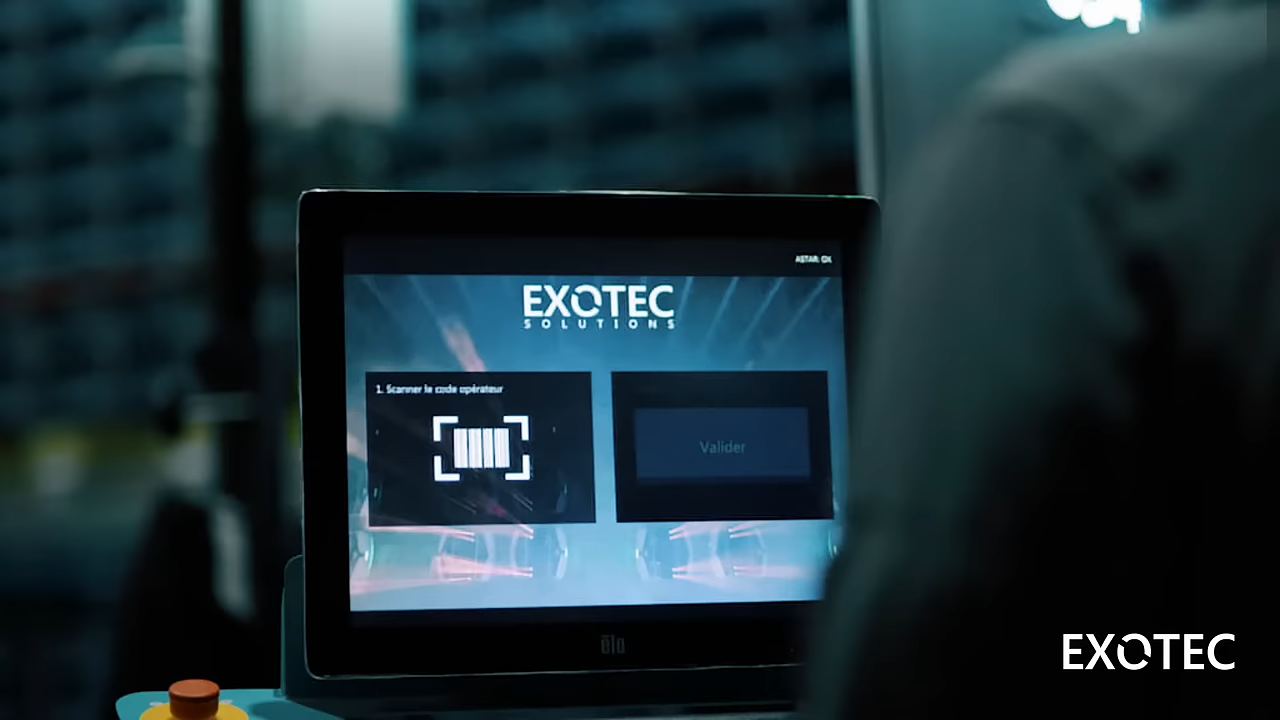 ASTAR: OK
EXOTEC
SOLUTIONS
1. Scanner le code opérateur
Valider
elo
EXOTEC